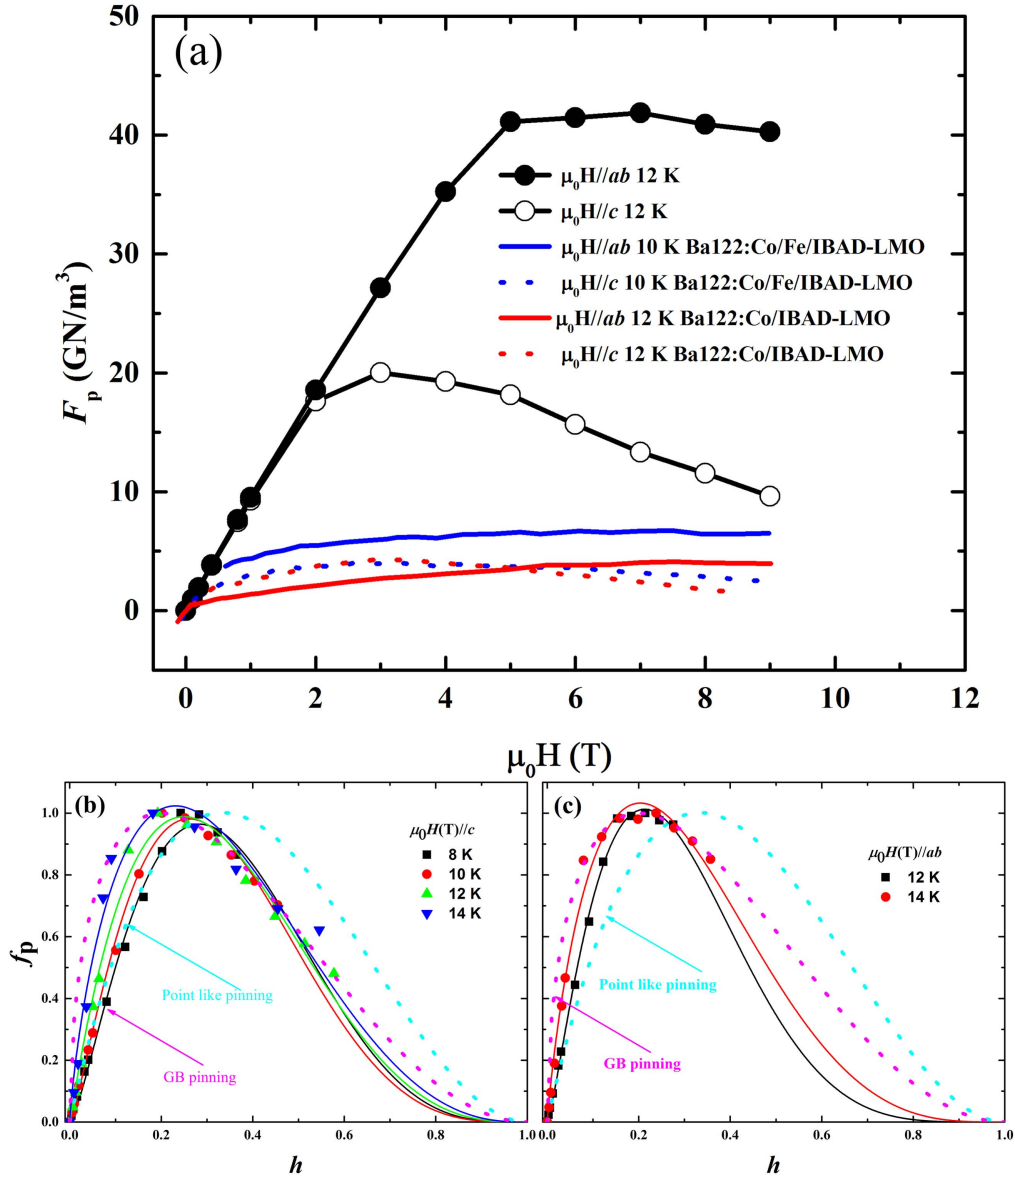 (a)
50
40
30
20
10
0
F_p (GN/m³)
μ₀H//ab 12 K
μ₀H//c 12 K
μ₀H//ab 10 K Ba122:Co/Fe/IBAD-LMO
μ₀H//c 10 K Ba122:Co/Fe/IBAD-LMO
μ₀H//ab 12 K Ba122:Co/IBAD-LMO
μ₀H//c 12 K Ba122:Co/IBAD-LMO
0 2 4 6 8 10 12
μ₀H (T)
(b)
1.0
0.8
0.6
0.4
0.2
0.0
f_p
μ₀H(T)//c
8 K
10 K
12 K
14 K
Point like pinning
GB pinning
0.0 0.2 0.4 0.6 0.8 1.0
h
(c)
μ₀H(T)//ab
12 K
14 K
Point like pinning
GB pinning
0.0 0.2 0.4 0.6 0.8 1.0
h